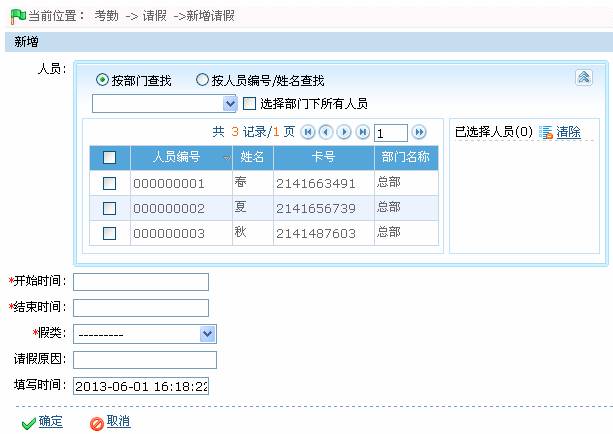 当前位置： 考勤 -> 请假 ->新增请假
新增
人员：
按部门查找 按人员编号/姓名查找
选择部门下所有人员
共 3 记录/1 页 1
已选择人员(0) 清除
人员编号 姓名 卡号 部门名称
000000001 春 2141663491 总部
000000002 夏 2141656739 总部
000000003 秋 2141487603 总部
*开始时间：
*结束时间：
*假类： ---------
请假原因：
填写时间： 2013-06-01 16:18:22
确定 取消